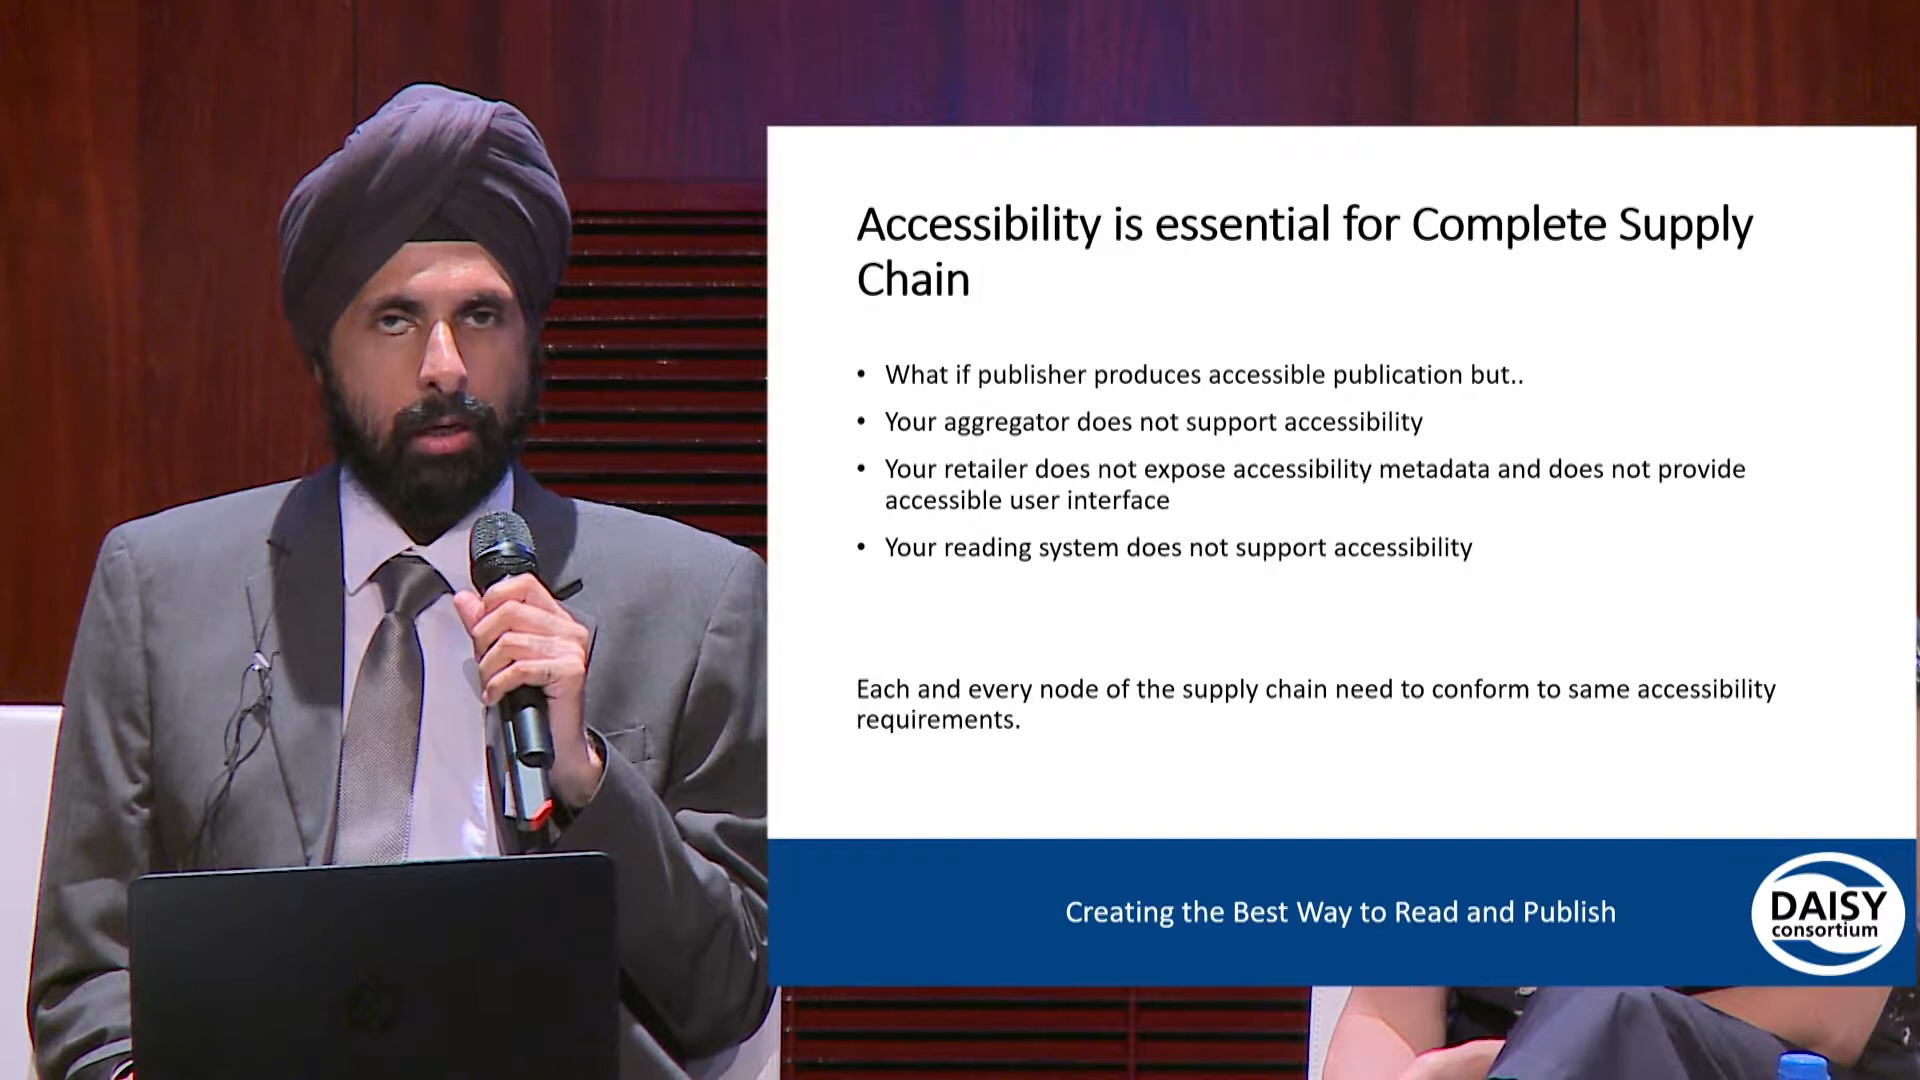 Accessibility is essential for Complete Supply
Chain
• What if publisher produces accessible publication but..
• Your aggregator does not support accessibility
• Your retailer does not expose accessibility metadata and does not provide
accessible user interface
• Your reading system does not support accessibility
Each and every node of the supply chain need to conform to same accessibility
requirements.
Creating the Best Way to Read and Publish
DAISY
consortium